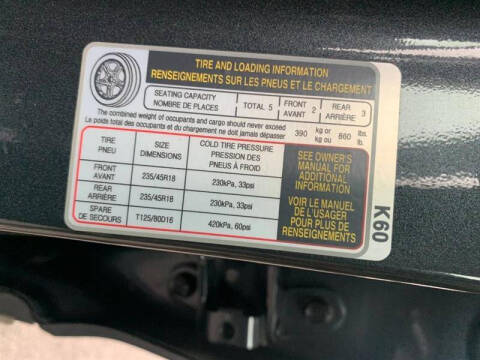 TIRE AND LOADING INFORMATION
RENSEIGNEMENTS SUR LES PNEUS ET LE CHARGEMENT
SEATING CAPACITY
NOMBRE DE PLACES
TOTAL 5
FRONT
AVANT 2
REAR
ARRIÈRE 3
The combined weight of occupants and cargo should never exceed
Le poids total des occupants et du chargement ne doit jamais dépasser
390 kg or
kg ou
860 lbs.
lb.
TIRE
PNEU
SIZE
DIMENSIONS
COLD TIRE PRESSURE
PRESSION DES
PNEUS À FROID
FRONT
AVANT
235/45R18
230kPa, 33psi
REAR
ARRIÈRE
235/45R18
230kPa, 33psi
SPARE
DE SECOURS
T125/80D16
420kPa, 60psi
SEE OWNER'S
MANUAL FOR
ADDITIONAL
INFORMATION
VOIR LE MANUEL
DE L'USAGER
POUR PLUS DE
RENSEIGNEMENTS
K60